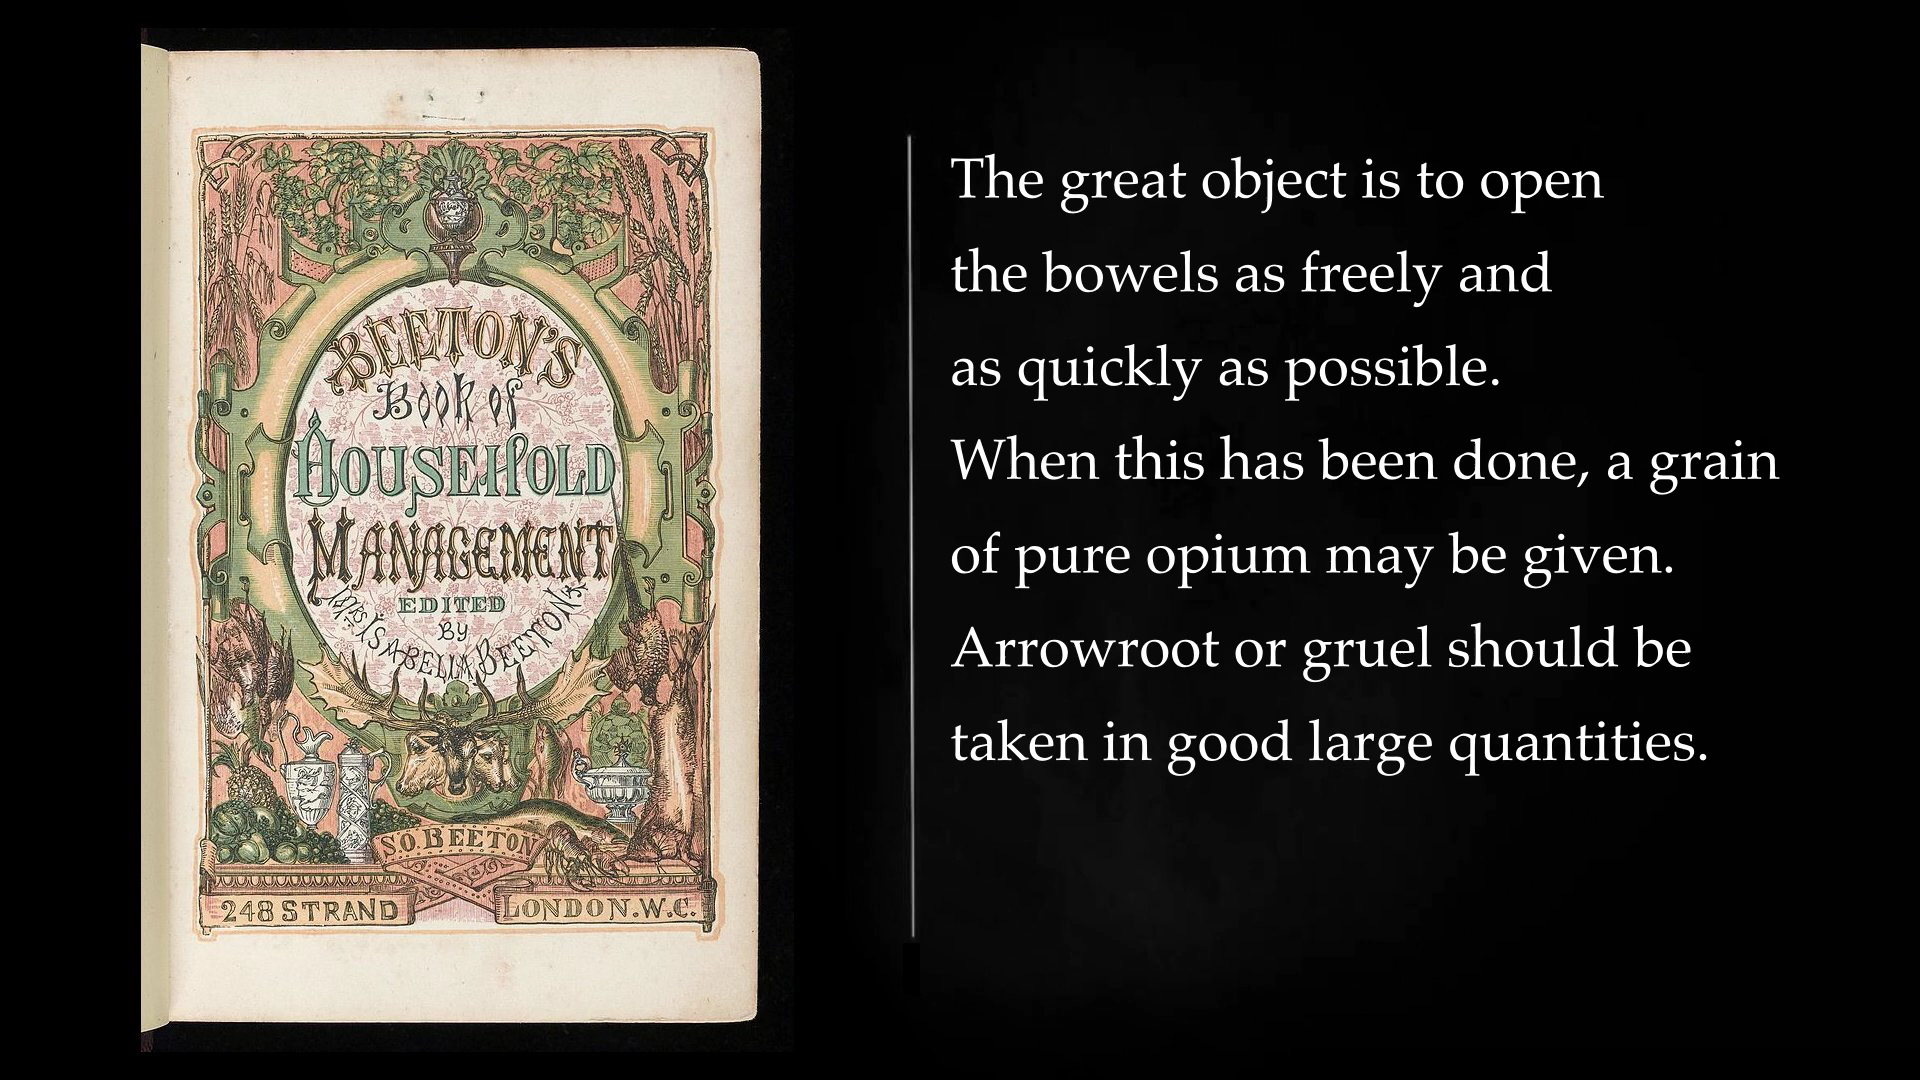 BEETON'S
Book of
HOUSEHOLD
MANAGEMENT
EDITED
BY
MRS ISABELLA BEETON
S.O. BEETON
248 STRAND
LONDON.W.C.
The great object is to open
the bowels as freely and
as quickly as possible.
When this has been done, a grain
of pure opium may be given.
Arrowroot or gruel should be
taken in good large quantities.